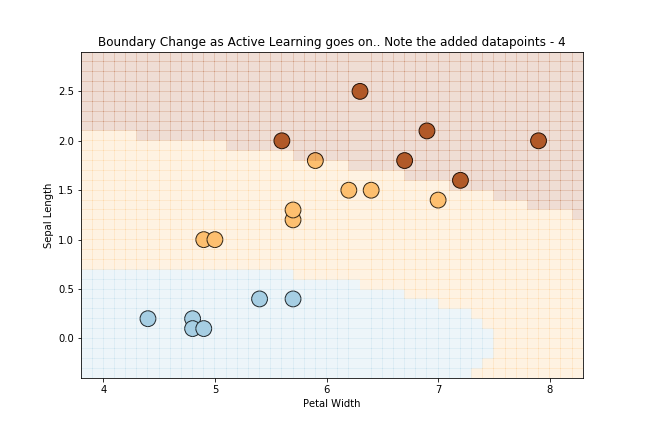 Boundary Change as Active Learning goes on.. Note the added datapoints - 4
Sepal Length
2.5
2.0
1.5
1.0
0.5
0.0
4 5 6 7 8
Petal Width